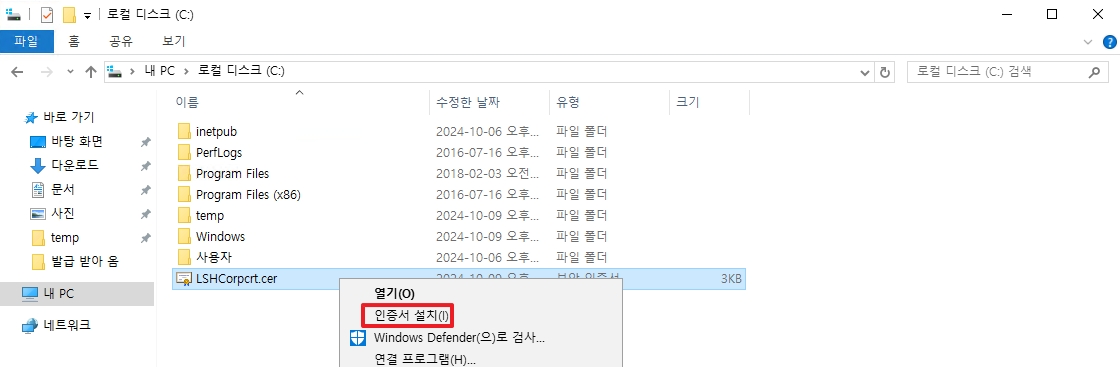 로컬 디스크 (C:)
파일 홈 공유 보기
내 PC 로컬 디스크 (C:) 로컬 디스크 (C:) 검색
이름 수정한 날짜 유형 크기
바로 가기
바탕 화면
다운로드
문서
사진
temp
발급 받아 옴
내 PC
네트워크
inetpub 2024-10-06 오후... 파일 폴더
PerfLogs 2016-07-16 오후... 파일 폴더
Program Files 2018-02-03 오전... 파일 폴더
Program Files (x86) 2016-07-16 오후... 파일 폴더
temp 2024-10-09 오후... 파일 폴더
Windows 2024-10-06 오후... 파일 폴더
사용자 2024-10-06 오후... 파일 폴더
LSHCorpcrt.cer 2024-10-09 오후... 보안 인증서 3KB
열기(O)
인증서 설치(I)
Windows Defender(으)로 검사...
연결 프로그램(H)...